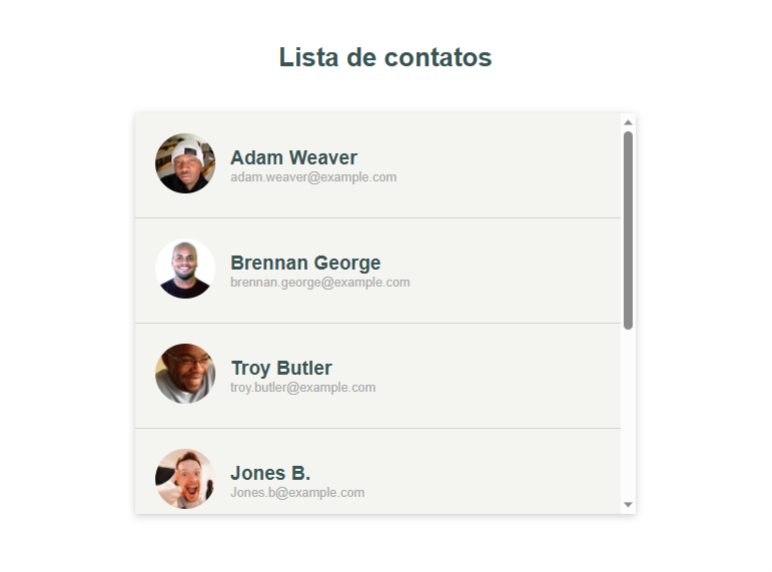 Lista de contatos
Adam Weaver
adam.weaver@example.com
Brennan George
brennan.george@example.com
Troy Butler
troy.butler@example.com
Jones B.
Jones.b@example.com